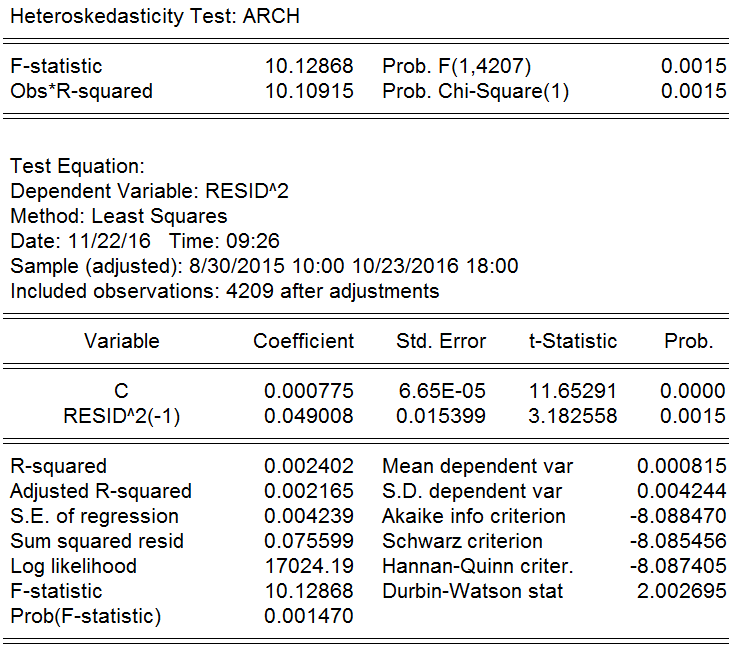 Heteroskedasticity Test: ARCH
F-statistic 10.12868 Prob. F(1,4207) 0.0015
Obs*R-squared 10.10915 Prob. Chi-Square(1) 0.0015
Test Equation:
Dependent Variable: RESID^2
Method: Least Squares
Date: 11/22/16 Time: 09:26
Sample (adjusted): 8/30/2015 10:00 10/23/2016 18:00
Included observations: 4209 after adjustments
Variable Coefficient Std. Error t-Statistic Prob.
C 0.000775 6.65E-05 11.65291 0.0000
RESID^2(-1) 0.049008 0.015399 3.182558 0.0015
R-squared 0.002402 Mean dependent var 0.000815
Adjusted R-squared 0.002165 S.D. dependent var 0.004244
S.E. of regression 0.004239 Akaike info criterion -8.088470
Sum squared resid 0.075599 Schwarz criterion -8.085456
Log likelihood 17024.19 Hannan-Quinn criter. -8.087405
F-statistic 10.12868 Durbin-Watson stat 2.002695
Prob(F-statistic) 0.001470